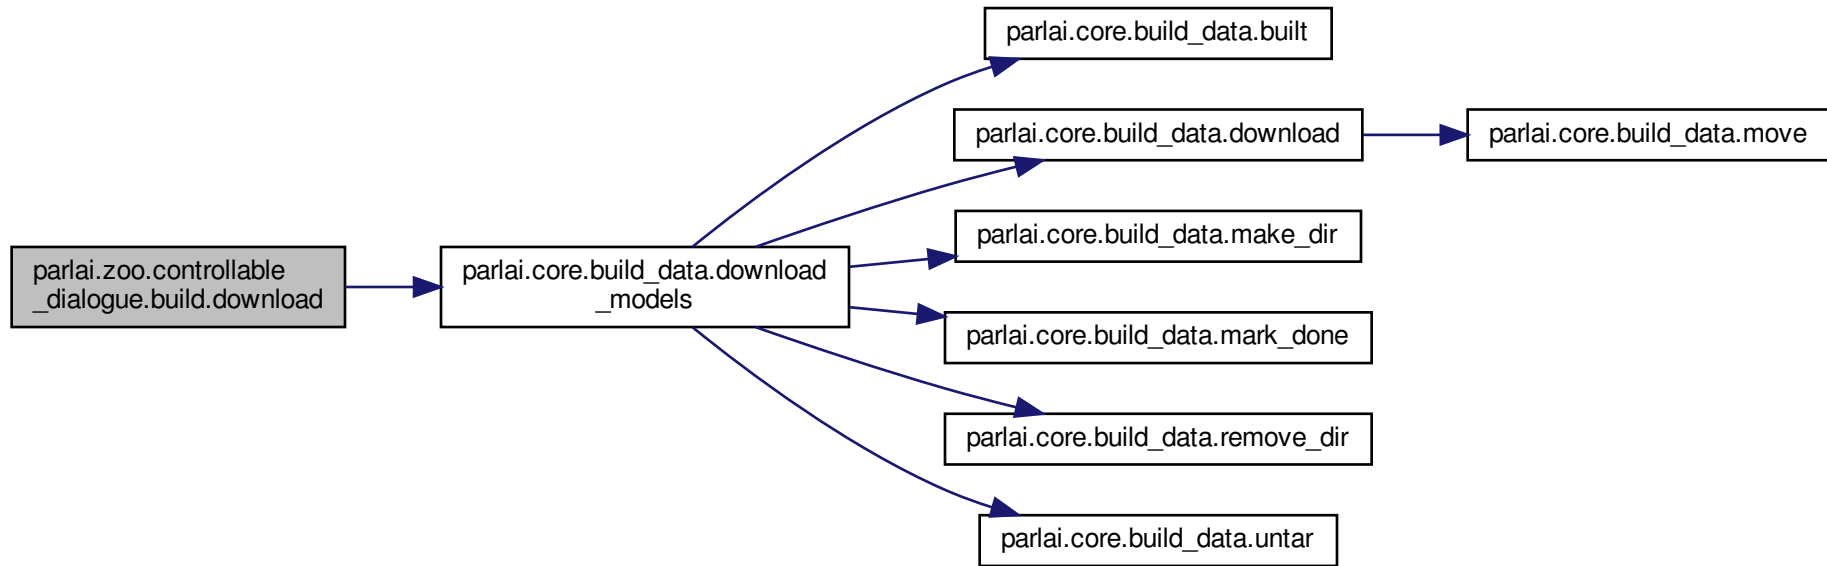 parlai.zoo.controllable
_dialogue.build.download
parlai.core.build_data.download
_models
parlai.core.build_data.built
parlai.core.build_data.download
parlai.core.build_data.move
parlai.core.build_data.make_dir
parlai.core.build_data.mark_done
parlai.core.build_data.remove_dir
parlai.core.build_data.untar